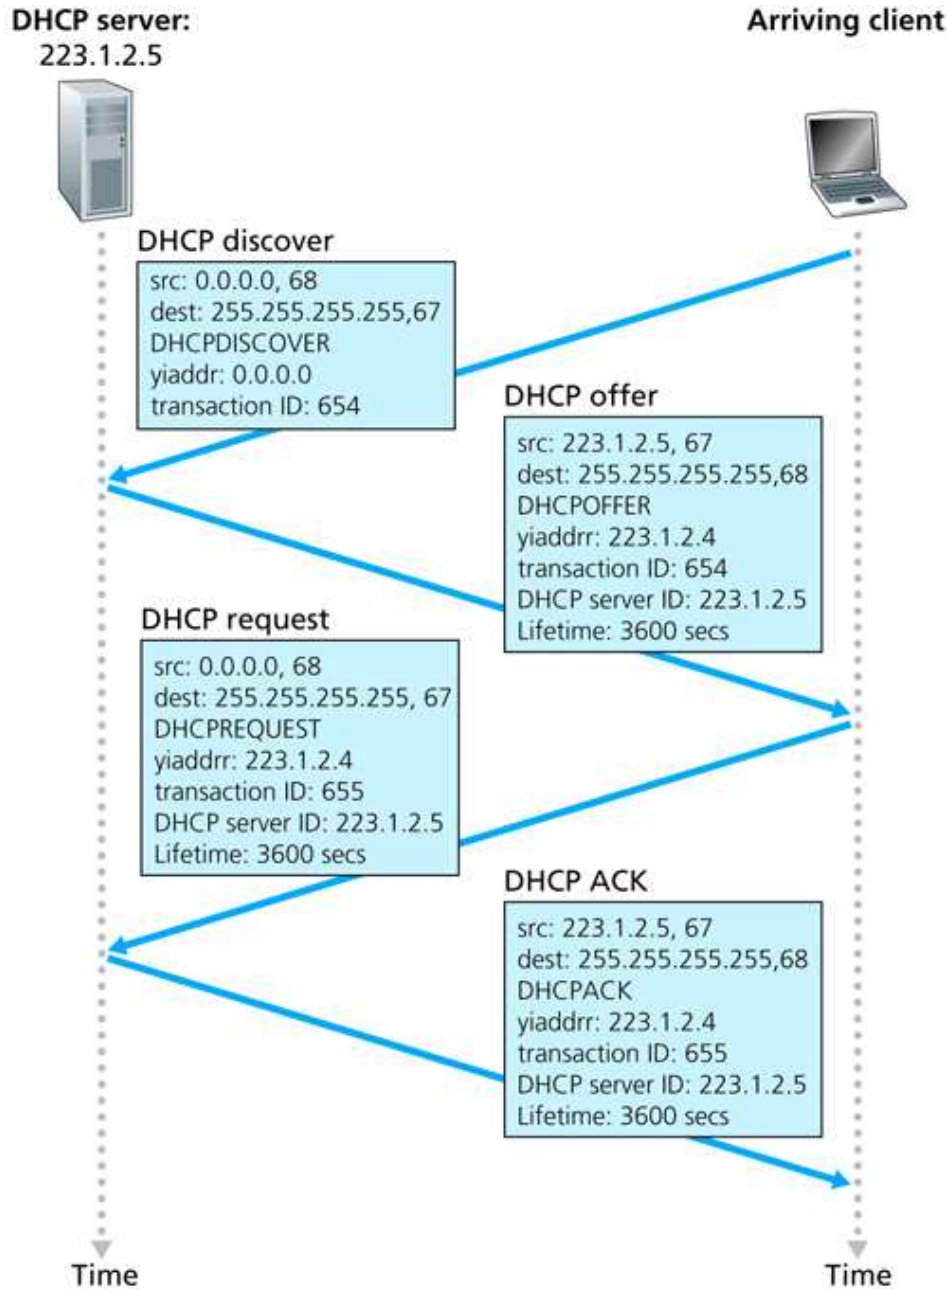 DHCP server:
223.1.2.5
Arriving client
DHCP discover
src: 0.0.0.0, 68
dest: 255.255.255.255,67
DHCPDISCOVER
yiaddr: 0.0.0.0
transaction ID: 654
DHCP offer
src: 223.1.2.5, 67
dest: 255.255.255.255,68
DHCPOFFER
yiaddrr: 223.1.2.4
transaction ID: 654
DHCP server ID: 223.1.2.5
Lifetime: 3600 secs
DHCP request
src: 0.0.0.0, 68
dest: 255.255.255.255, 67
DHCPREQUEST
yiaddrr: 223.1.2.4
transaction ID: 655
DHCP server ID: 223.1.2.5
Lifetime: 3600 secs
DHCP ACK
src: 223.1.2.5, 67
dest: 255.255.255.255,68
DHCPACK
yiaddrr: 223.1.2.4
transaction ID: 655
DHCP server ID: 223.1.2.5
Lifetime: 3600 secs
Time
Time